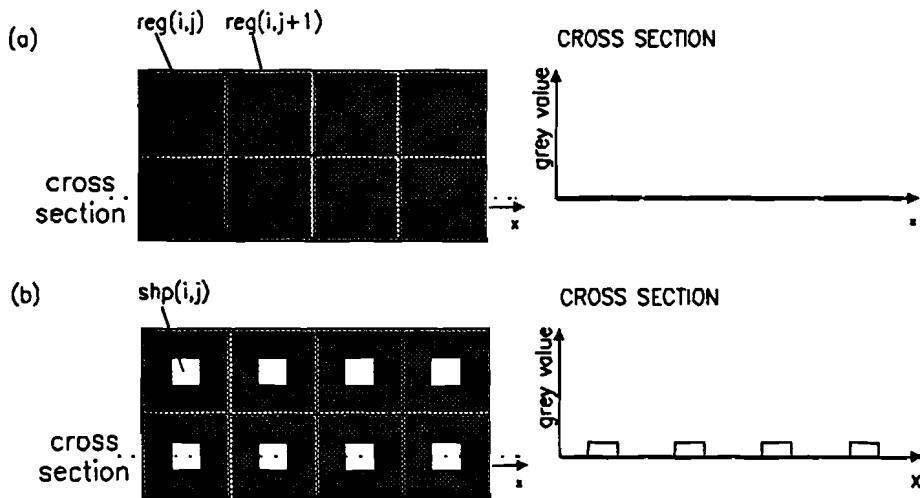 (a)
reg(i,j) reg(i,j+1)
cross
section
x
CROSS SECTION
grey value
(b)
shp(i,j)
cross
section
x
CROSS SECTION
grey value
X